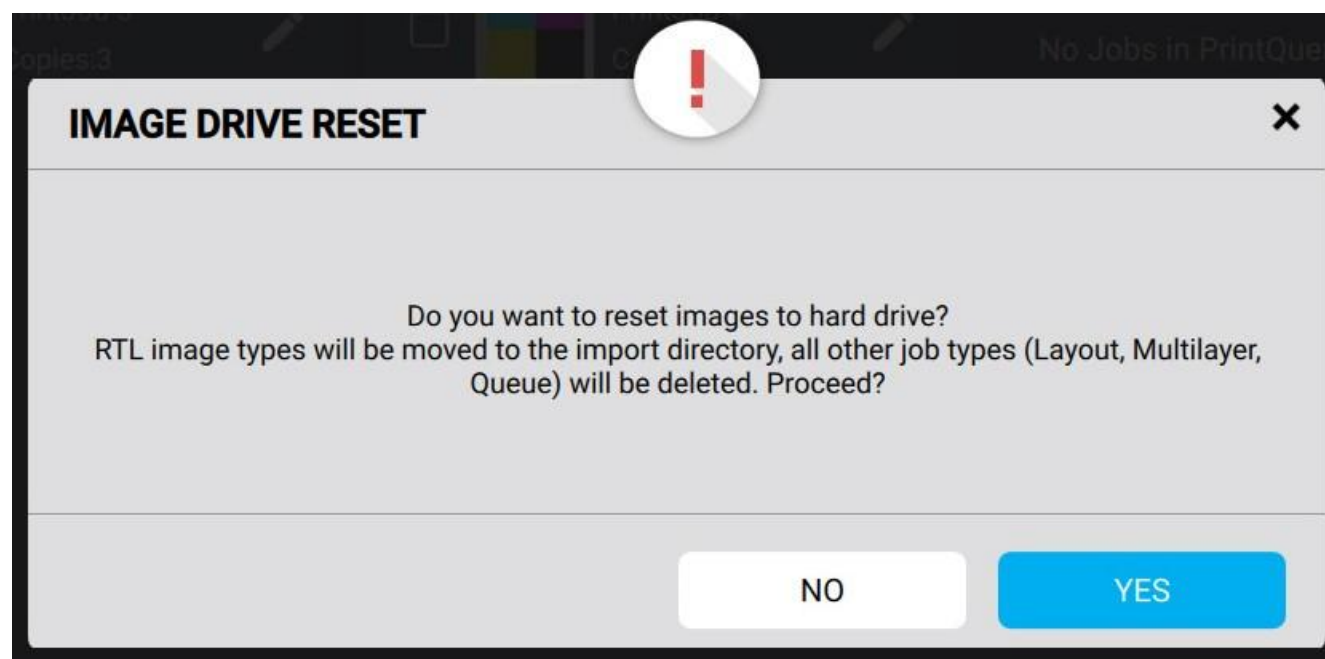 Copies:3
No Jobs in PrintQue
IMAGE DRIVE RESET
Do you want to reset images to hard drive?
RTL image types will be moved to the import directory, all other job types (Layout, Multilayer,
Queue) will be deleted. Proceed?
NO
YES